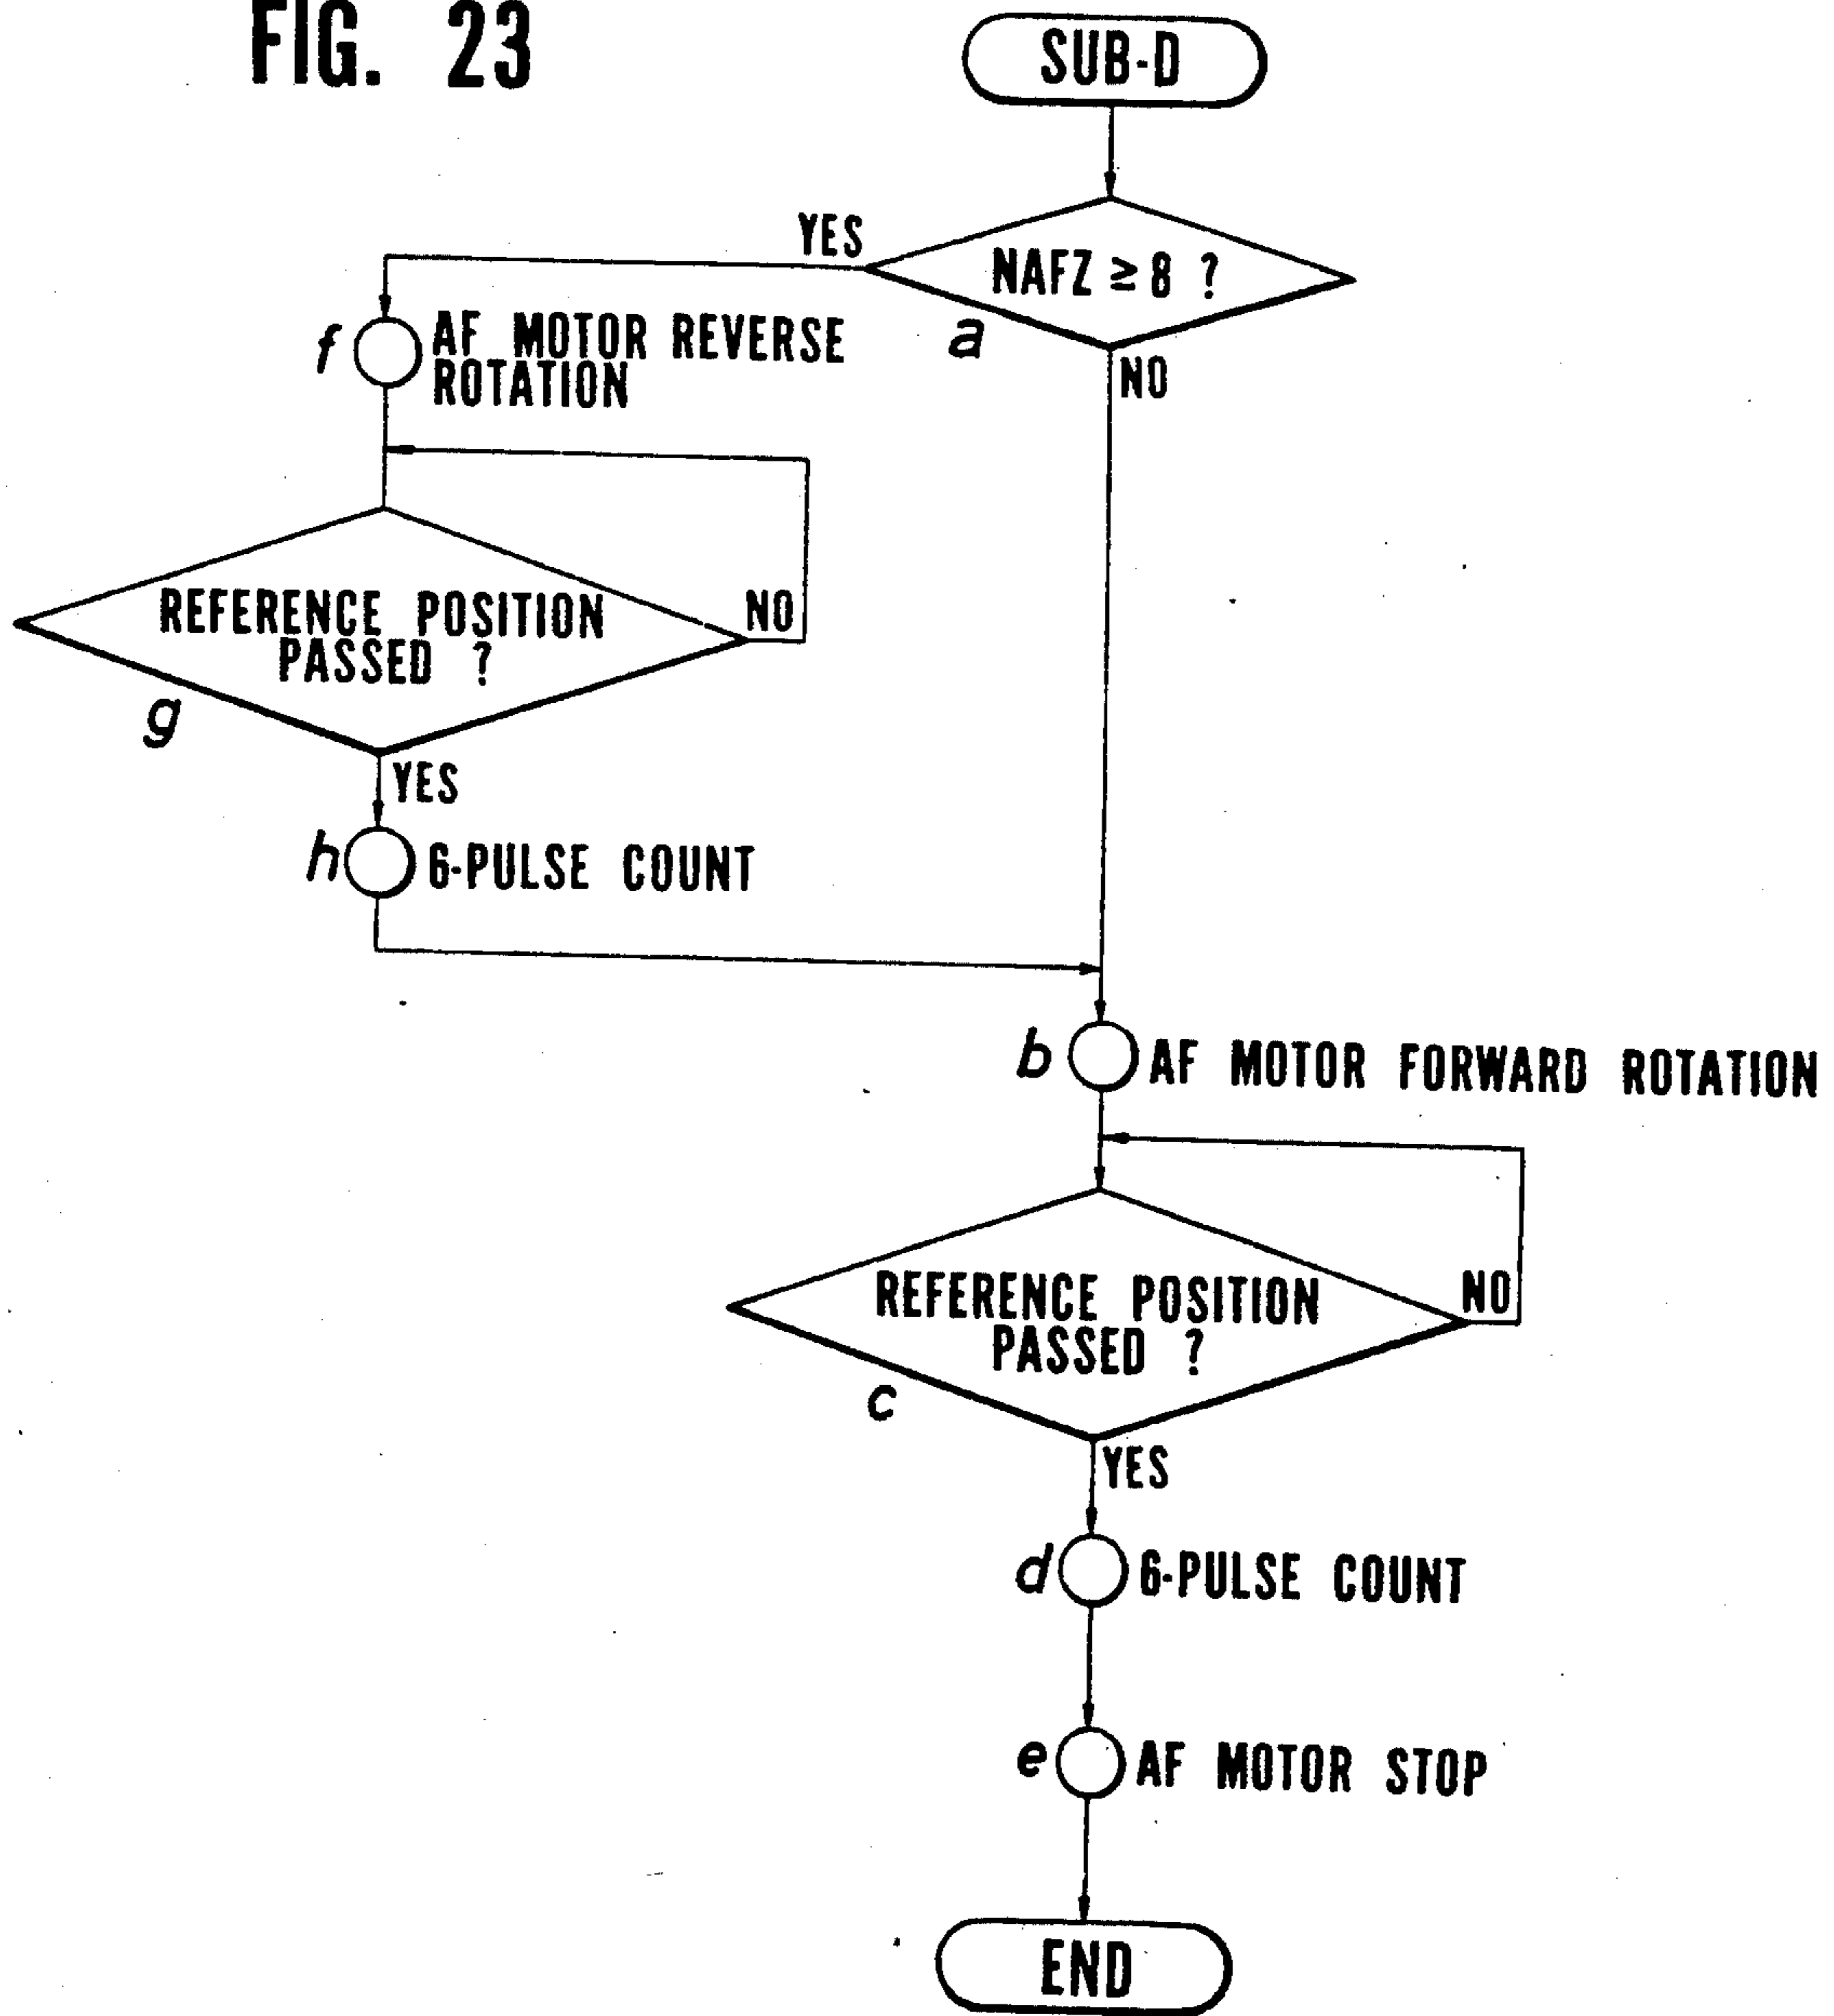 FIG. 23
SUB-D
YES
NAFZ ≥ 8 ?
a
NO
f
AF MOTOR REVERSE
ROTATION
REFERENCE POSITION
PASSED ?
NO
g
YES
h
6-PULSE COUNT
b
AF MOTOR FORWARD ROTATION
REFERENCE POSITION
PASSED ?
NO
c
YES
d
6-PULSE COUNT
e
AF MOTOR STOP
END